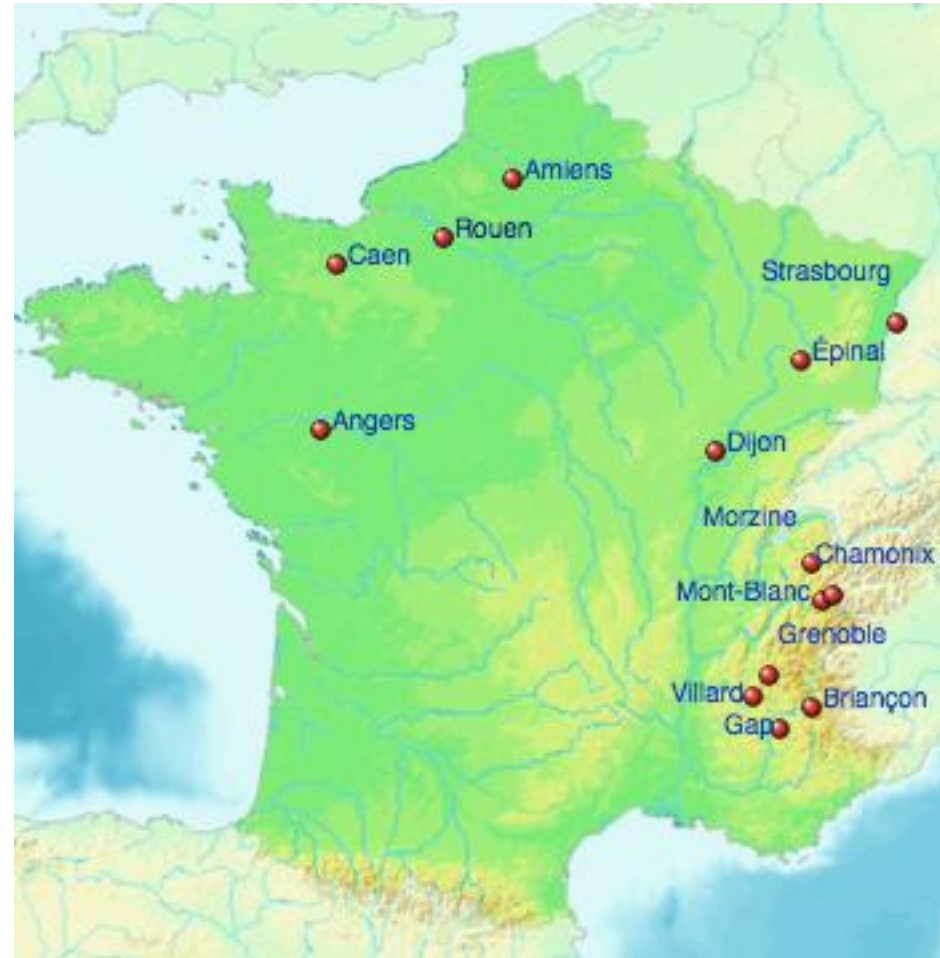 Amiens
Rouen
Caen
Strasbourg
Épinal
Angers
Dijon
Morzine
Chamonix
Mont-Blanc
Grenoble
Villard
Briançon
Gap